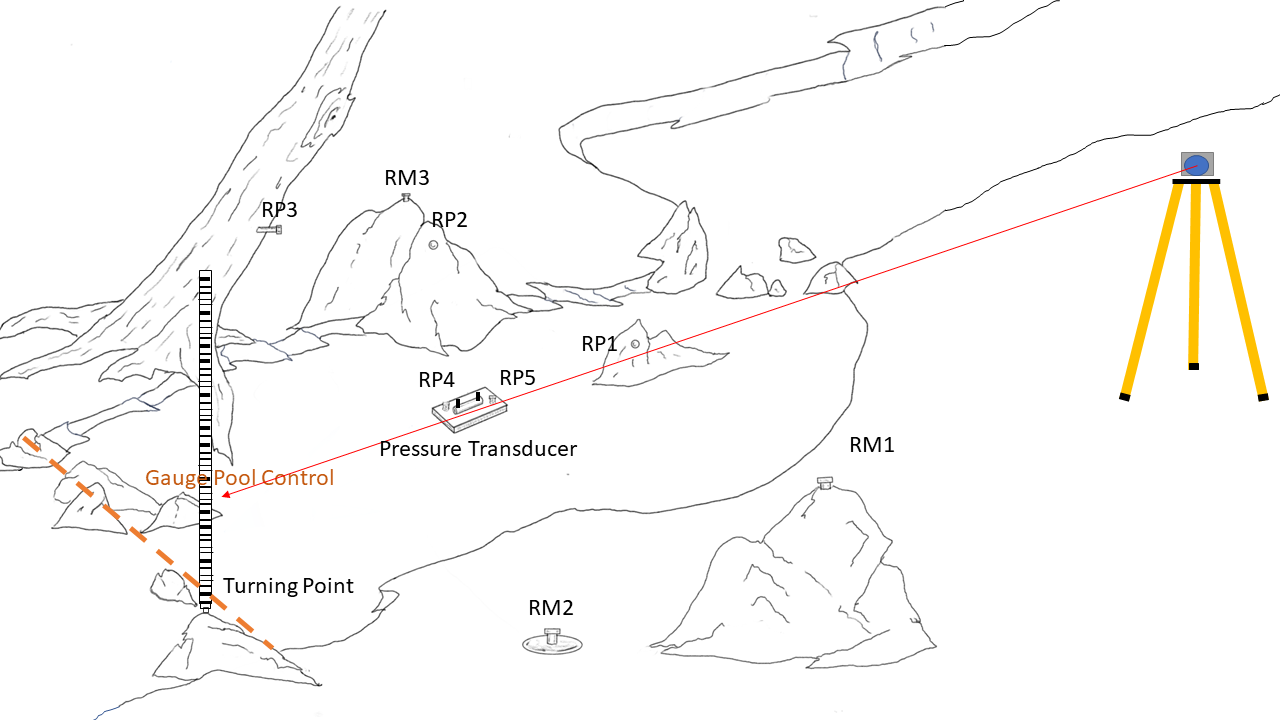 RM3
RP3
RP2
RP1
RP4
RP5
Pressure Transducer
RM1
Gauge Pool Control
Turning Point
RM2